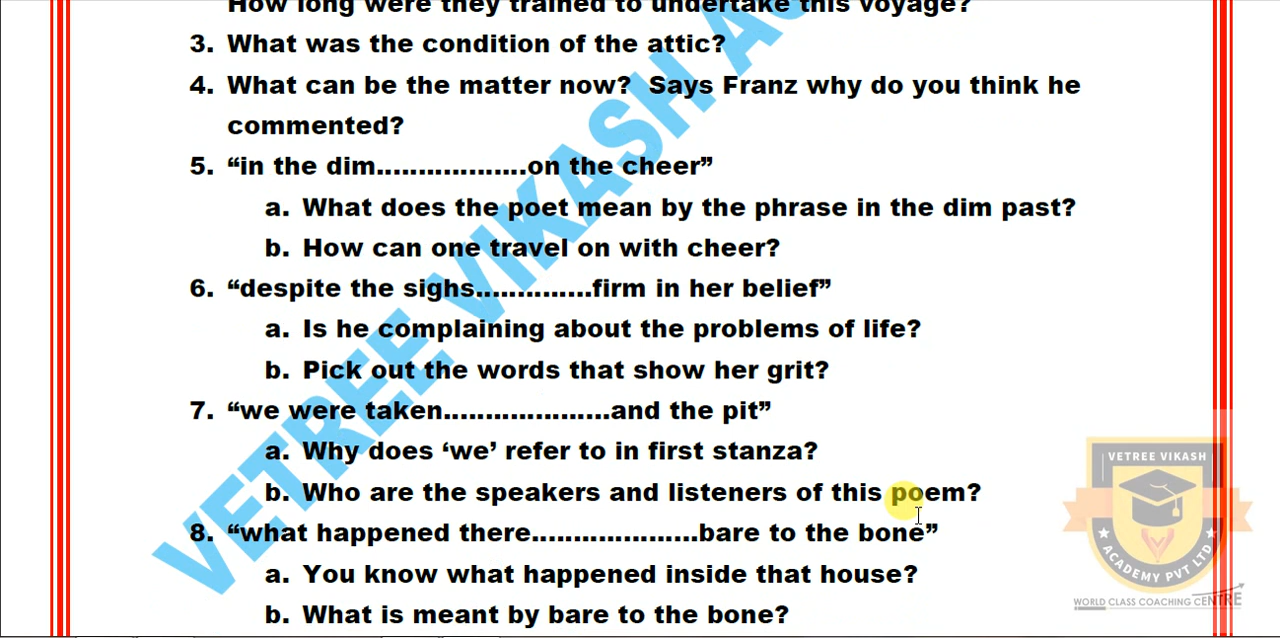 How long were they trained to undertake this voyage?
3. What was the condition of the attic?
4. What can be the matter now? Says Franz why do you think he
commented?
5. “in the dim..................on the cheer”
a. What does the poet mean by the phrase in the dim past?
b. How can one travel on with cheer?
6. “despite the sighs..............firm in her belief”
a. Is he complaining about the problems of life?
b. Pick out the words that show her grit?
7. “we were taken....................and the pit”
a. Why does ‘we’ refer to in first stanza?
b. Who are the speakers and listeners of this poem?
8. “what happened there....................bare to the bone”
a. You know what happened inside that house?
b. What is meant by bare to the bone?
VETREE VIKASH AC
VETREE VIKASH
ACADEMY PVT LTD
WORLD CLASS COACHING CENTRE